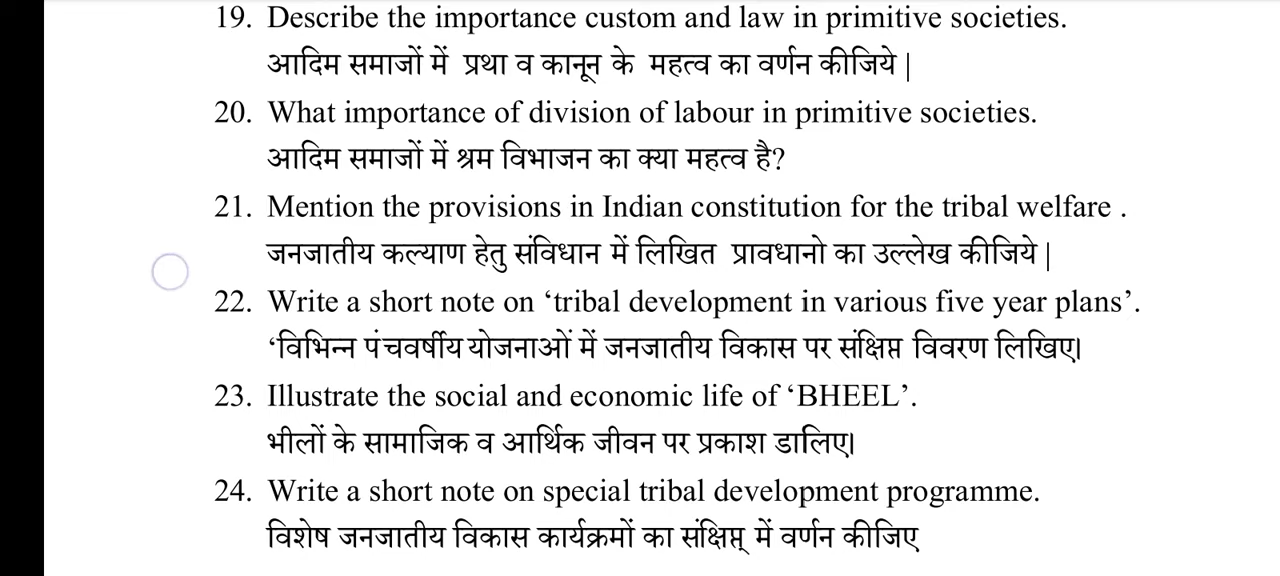 19. Describe the importance custom and law in primitive societies.
आदिम समाजों में प्रथा व कानून के महत्व का वर्णन कीजिये |
20. What importance of division of labour in primitive societies.
आदिम समाजों में श्रम विभाजन का क्या महत्व है?
21. Mention the provisions in Indian constitution for the tribal welfare .
जनजातीय कल्याण हेतु संविधान में लिखित प्रावधानो का उल्लेख कीजिये |
22. Write a short note on ‘tribal development in various five year plans’.
‘विभिन्न पंचवर्षीय योजनाओं में जनजातीय विकास पर संक्षिप्त विवरण लिखिए।
23. Illustrate the social and economic life of ‘BHEEL’.
भीलों के सामाजिक व आर्थिक जीवन पर प्रकाश डालिए।
24. Write a short note on special tribal development programme.
विशेष जनजातीय विकास कार्यक्रमों का संक्षिप्त् में वर्णन कीजिए